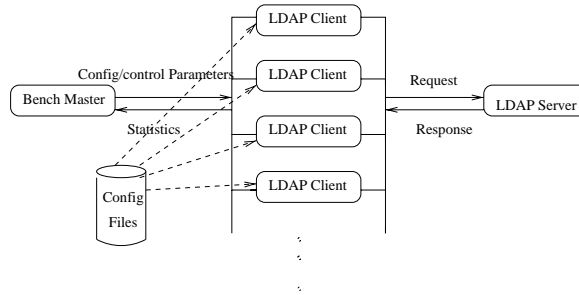 LDAP Client
Config/control Parameters
LDAP Client
Request
Bench Master
LDAP Server
Statistics
LDAP Client
Response
Config
Files
LDAP Client